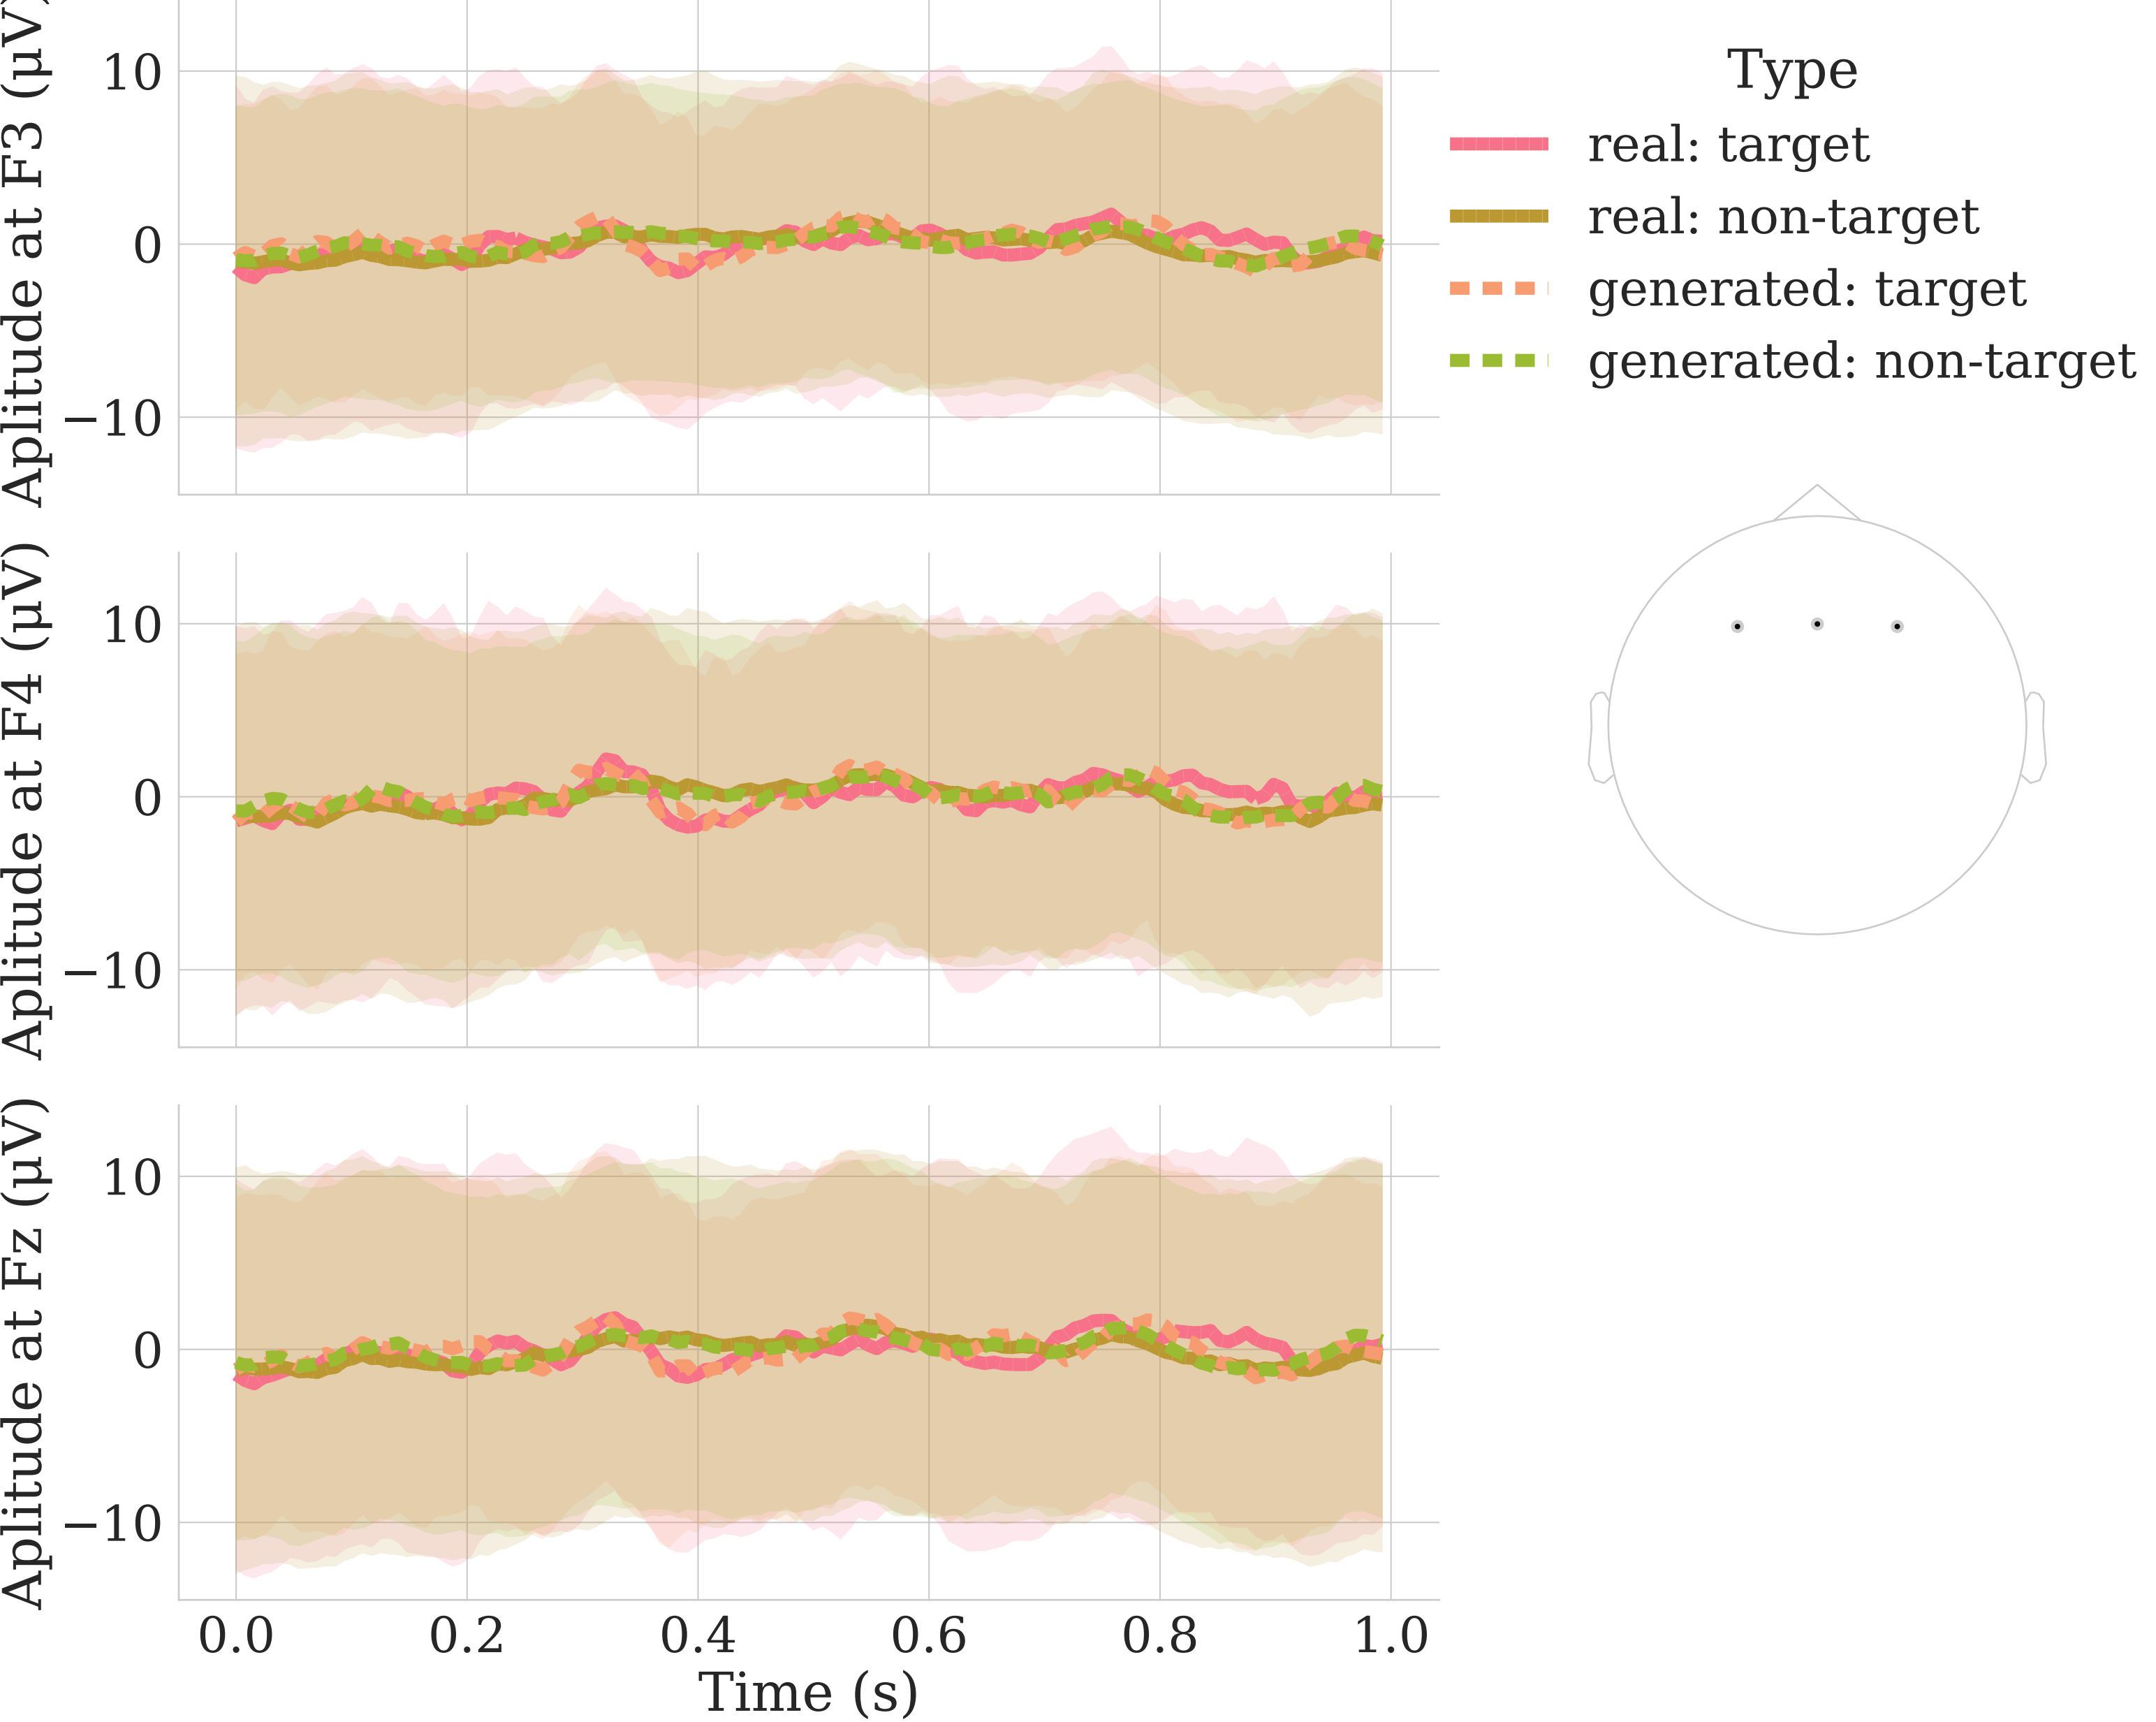 Aplitude at F3 (µV)
10
0
−10
Type
real: target
real: non-target
generated: target
generated: non-target
Aplitude at F4 (µV)
10
0
−10
Aplitude at Fz (µV)
10
0
−10
0.0 0.2 0.4 0.6 0.8 1.0
Time (s)